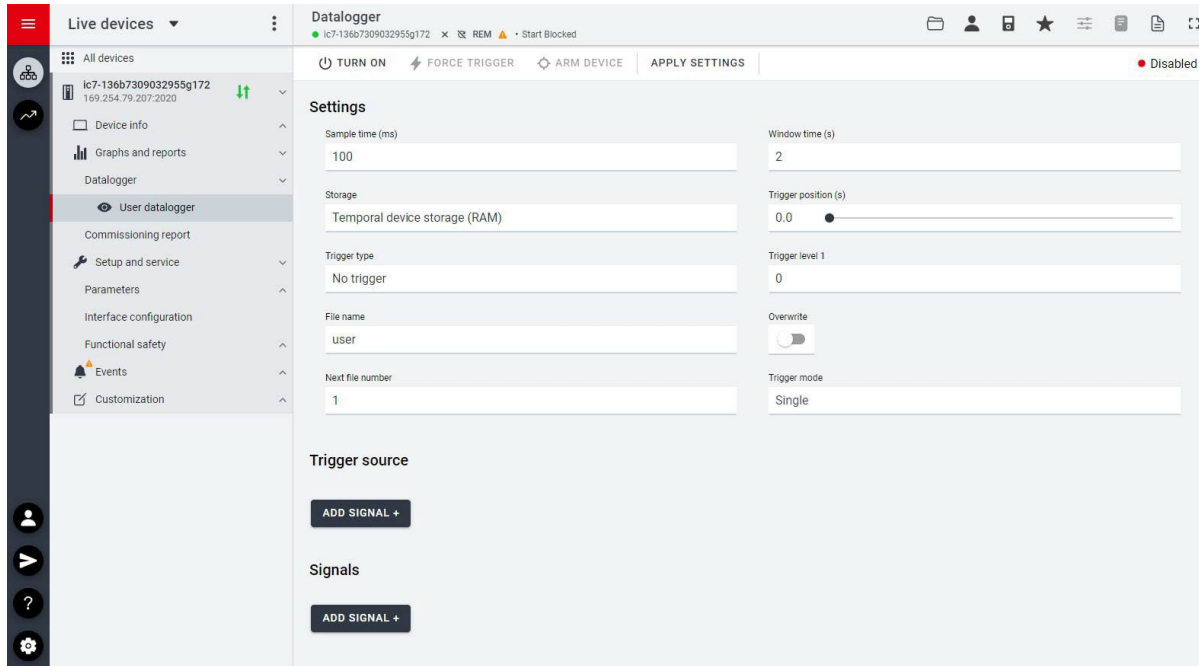 Live devices
All devices
ic7-136b7309032955g172
169.254.79.207:2020
Device info
Graphs and reports
Datalogger
User datalogger
Commissioning report
Setup and service
Parameters
Interface configuration
Functional safety
Events
Customization
?
Datalogger
ic7-136b7309032955g172 REM • Start Blocked
TURN ON FORCE TRIGGER ARM DEVICE APPLY SETTINGS Disabled
Settings
Sample time (ms) Window time (s)
100 2
Storage Trigger position (s)
Temporal device storage (RAM) 0.0
Trigger type Trigger level 1
No trigger 0
File name Overwrite
user
Next file number Trigger mode
1 Single
Trigger source
ADD SIGNAL +
Signals
ADD SIGNAL +